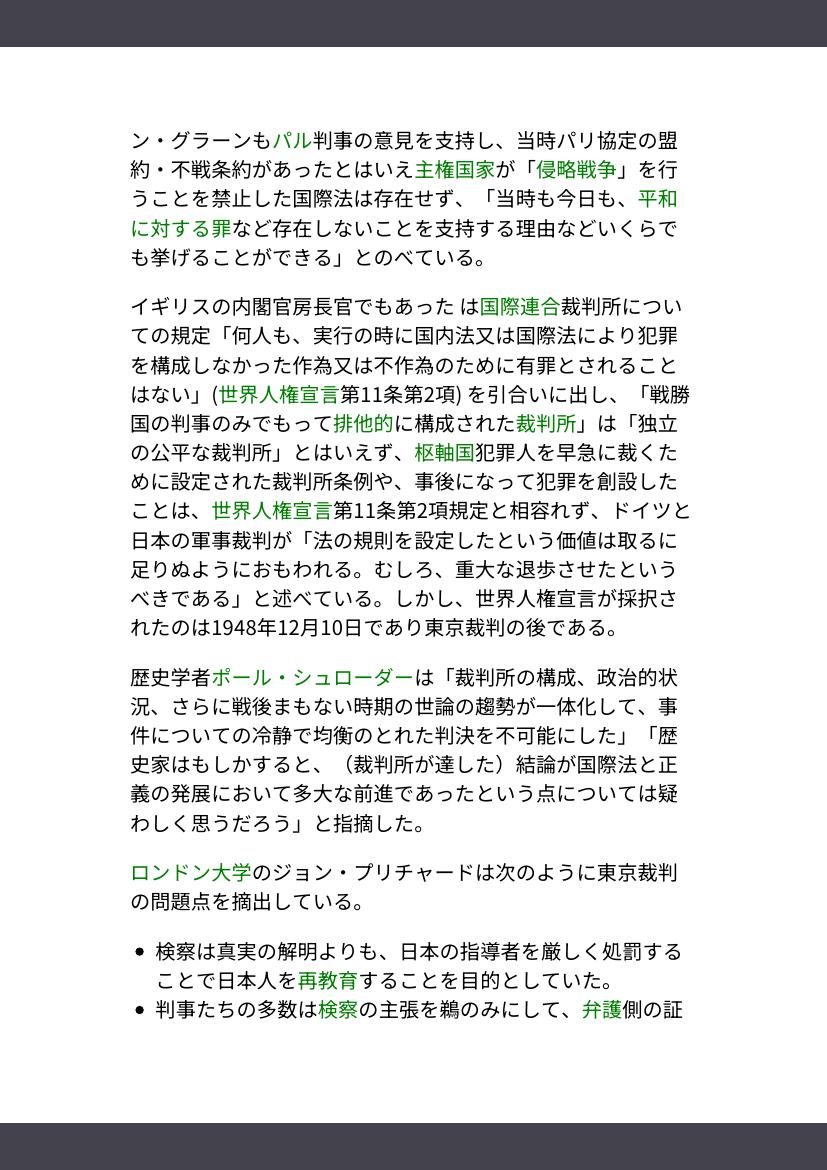 ン・グラーンもパル判事の意見を支持し、当時パリ協定の盟
約・不戦条約があったとはいえ主権国家が「侵略戦争」を行
うことを禁止した国際法は存在せず、「当時も今日も、平和
に対する罪など存在しないことを支持する理由などいくらで
も挙げることができる」とのべている。
イギリスの内閣官房長官でもあった は国際連合裁判所につい
ての規定「何人も、実行の時に国内法又は国際法により犯罪
を構成しなかった作為又は不作為のために有罪とされること
はない」(世界人権宣言第11条第2項) を引合いに出し、「戦勝
国の判事のみでもって排他的に構成された裁判所」は「独立
の公平な裁判所」とはいえず、枢軸国犯罪人を早急に裁くた
めに設定された裁判所条例や、事後になって犯罪を創設した
ことは、世界人権宣言第11条第2項規定と相容れず、ドイツと
日本の軍事裁判が「法の規則を設定したという価値は取るに
足りぬようにおもわれる。むしろ、重大な退歩させたという
べきである」と述べている。しかし、世界人権宣言が採択さ
れたのは1948年12月10日であり東京裁判の後である。
歴史学者ポール・シュローダーは「裁判所の構成、政治的状
況、さらに戦後まもない時期の世論の趨勢が一体化して、事
件についての冷静で均衡のとれた判決を不可能にした」「歴
史家はもしかすると、（裁判所が達した）結論が国際法と正
義の発展において多大な前進であったという点については疑
わしく思うだろう」と指摘した。
ロンドン大学のジョン・プリチャードは次のように東京裁判
の問題点を摘出している。
• 検察は真実の解明よりも、日本の指導者を厳しく処罰する
ことで日本人を再教育することを目的としていた。
• 判事たちの多数は検察の主張を鵜のみにして、弁護側の証